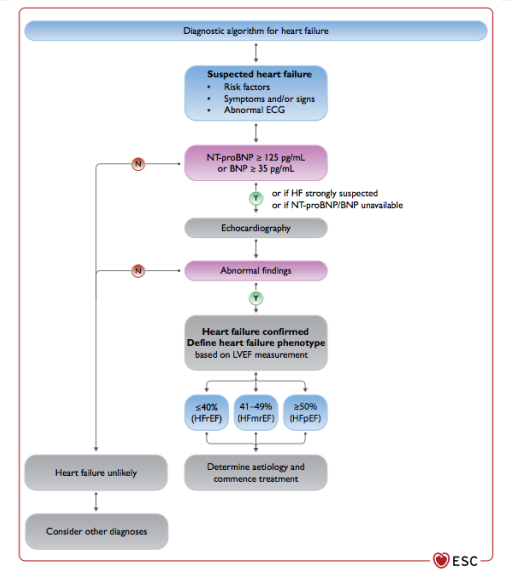 Diagnostic algorithm for heart failure
Suspected heart failure
• Risk factors
• Symptoms and/or signs
• Abnormal ECG
N
NT-proBNP ≥ 125 pg/mL
or BNP ≥ 35 pg/mL
Y
or if HF strongly suspected
or if NT-proBNP/BNP unavailable
Echocardiography
N
Abnormal findings
Y
Heart failure confirmed
Define heart failure phenotype
based on LVEF measurement
≤40%
(HFrEF)
41–49%
(HFmrEF)
≥50%
(HFpEF)
Heart failure unlikely
Determine aetiology and
commence treatment
Consider other diagnoses
ESC